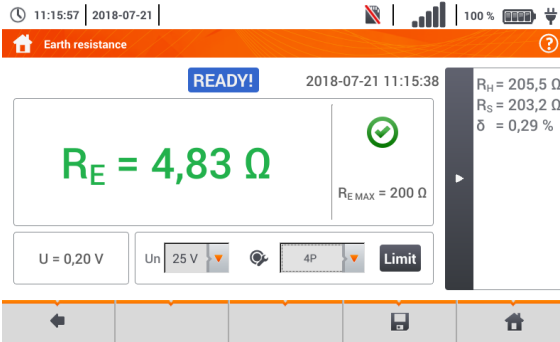 11:15:57 2018-07-21 100 %
Earth resistance ?
READY! 2018-07-21 11:15:38
RE = 4,83 Ω
RE MAX = 200 Ω
RH = 205,5 Ω
RS = 203,2 Ω
δ = 0,29 %
U = 0,20 V
Un 25 V 4P Limit